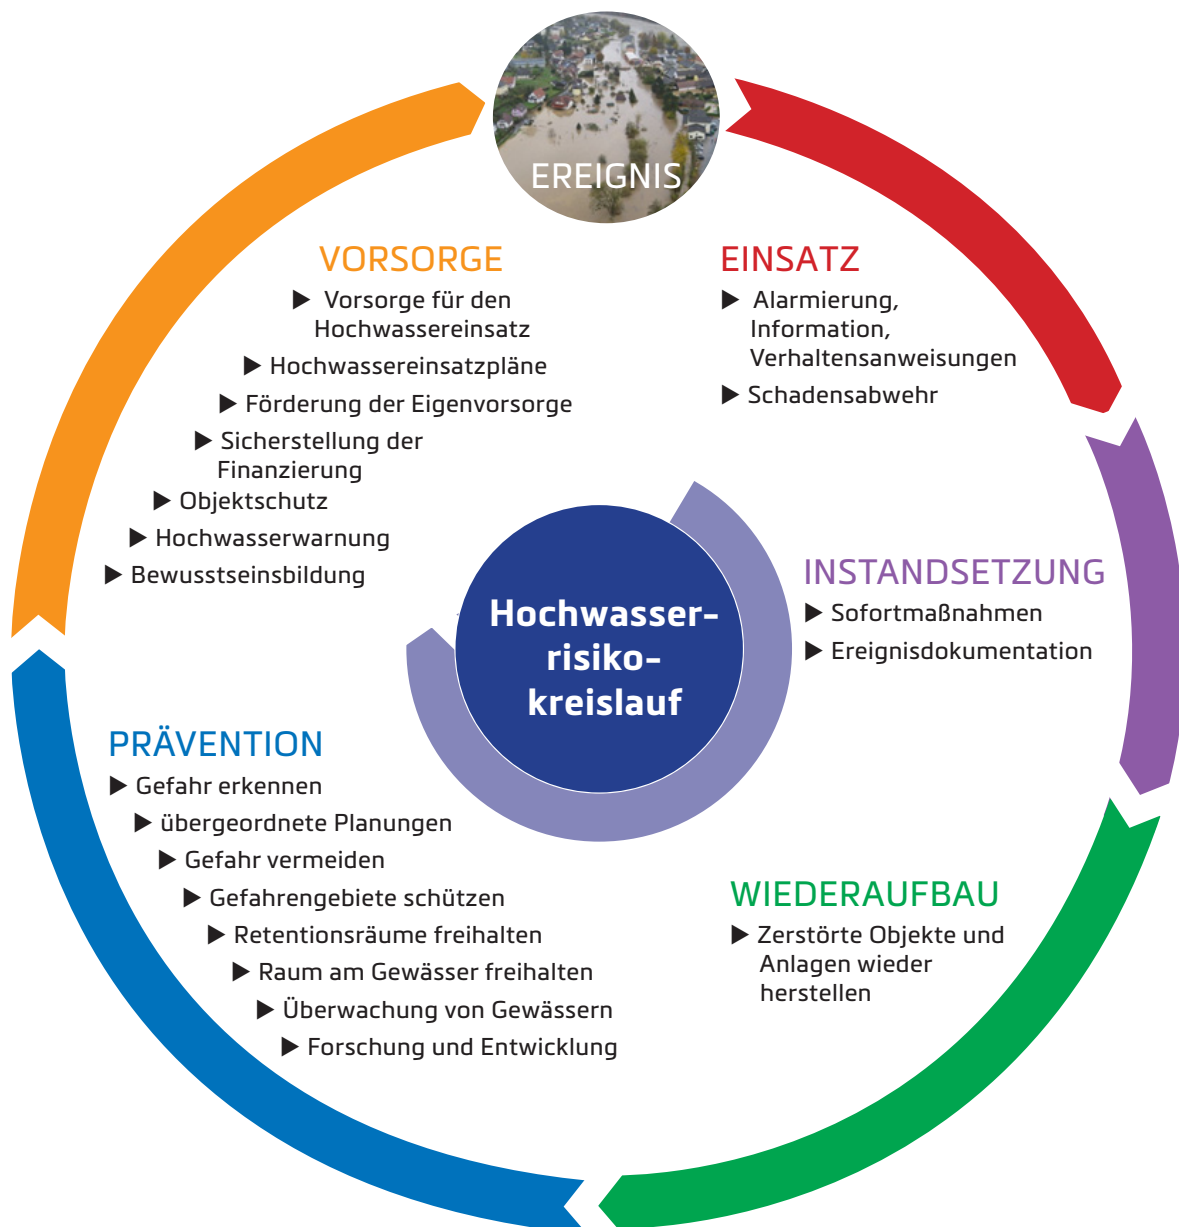 EREIGNIS
VORSORGE
▶ Vorsorge für den
Hochwassereinsatz
▶ Hochwassereinsatzpläne
▶ Förderung der Eigenvorsorge
▶ Sicherstellung der
Finanzierung
▶ Objektschutz
▶ Hochwasserwarnung
▶ Bewusstseinsbildung
EINSATZ
▶ Alarmierung,
Information,
Verhaltensanweisungen
▶ Schadensabwehr
Hochwasser-
risiko-
kreislauf
INSTANDSETZUNG
▶ Sofortmaßnahmen
▶ Ereignisdokumentation
PRÄVENTION
▶ Gefahr erkennen
▶ übergeordnete Planungen
▶ Gefahr vermeiden
▶ Gefahrengebiete schützen
▶ Retentionsräume freihalten
▶ Raum am Gewässer freihalten
▶ Überwachung von Gewässern
▶ Forschung und Entwicklung
WIEDERAUFBAU
▶ Zerstörte Objekte und
Anlagen wieder
herstellen